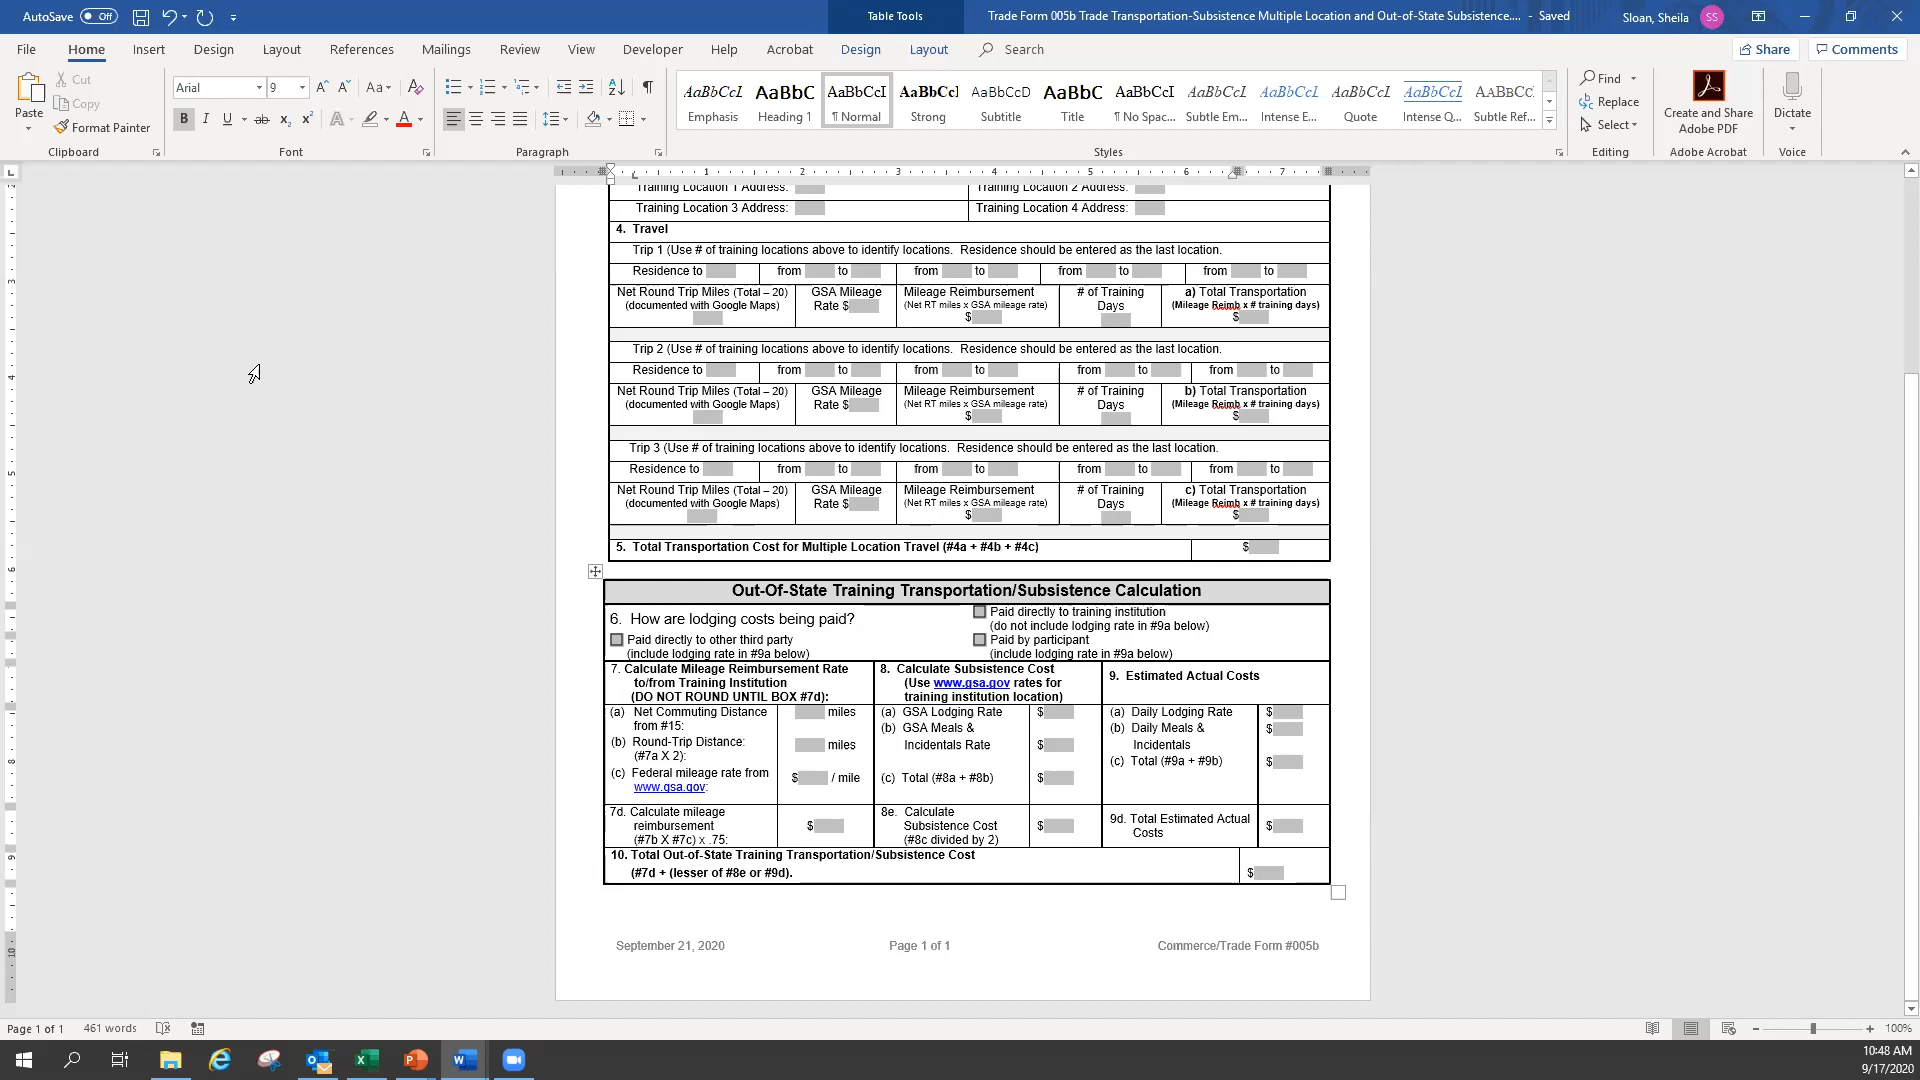 AutoSave Off
Table Tools
Trade Form 005b Trade Transportation-Subsistence Multiple Location and Out-of-State Subsistence.... - Saved
Sloan, Sheila SS
File Home Insert Design Layout References Mailings Review View Developer Help Acrobat Design Layout Search
Share Comments
Paste Cut Copy Format Painter
Arial 9
AaBbCcI AaBbC AaBbCcI AaBbCcI AaBbCcD AaBbC AaBbCcI AaBbCcI AaBbCcI AaBbCcI AaBbCcI AaBbCc
Emphasis Heading 1 ¶ Normal Strong Subtitle Title ¶ No Spac... Subtle Em... Intense E... Quote Intense Q... Subtle Ref...
Find
Replace
Select
Create and Share Adobe PDF
Dictate
Clipboard Font Paragraph Styles Editing Adobe Acrobat Voice
Training Location 1 Address: Training Location 2 Address:
Training Location 3 Address: Training Location 4 Address:
4. Travel
Trip 1 (Use # of training locations above to identify locations. Residence should be entered as the last location.
Residence to from to from to from to from to
Net Round Trip Miles (Total – 20) GSA Mileage Mileage Reimbursement # of Training a) Total Transportation
(documented with Google Maps) Rate $ (Net RT miles x GSA mileage rate) Days (Mileage Reimb x # training days)
$ $
Trip 2 (Use # of training locations above to identify locations. Residence should be entered as the last location.
Residence to from to from to from to from to
Net Round Trip Miles (Total – 20) GSA Mileage Mileage Reimbursement # of Training b) Total Transportation
(documented with Google Maps) Rate $ (Net RT miles x GSA mileage rate) Days (Mileage Reimb x # training days)
$ $
Trip 3 (Use # of training locations above to identify locations. Residence should be entered as the last location.
Residence to from to from to from to from to
Net Round Trip Miles (Total – 20) GSA Mileage Mileage Reimbursement # of Training c) Total Transportation
(documented with Google Maps) Rate $ (Net RT miles x GSA mileage rate) Days (Mileage Reimb x # training days)
$ $
5. Total Transportation Cost for Multiple Location Travel (#4a + #4b + #4c) $
Out-Of-State Training Transportation/Subsistence Calculation
6. How are lodging costs being paid?
Paid directly to training institution
(do not include lodging rate in #9a below)
Paid directly to other third party
(include lodging rate in #9a below)
Paid by participant
(include lodging rate in #9a below)
7. Calculate Mileage Reimbursement Rate
to/from Training Institution
(DO NOT ROUND UNTIL BOX #7d):
8. Calculate Subsistence Cost
(Use www.gsa.gov rates for
training institution location)
9. Estimated Actual Costs
(a) Net Commuting Distance
from #15:
miles
(b) Round-Trip Distance:
(#7a X 2):
miles
(c) Federal mileage rate from
www.gsa.gov:
$ / mile
(a) GSA Lodging Rate $
(b) GSA Meals &
Incidentals Rate $
(c) Total (#8a + #8b) $
(a) Daily Lodging Rate $
(b) Daily Meals & $
Incidentals
(c) Total (#9a + #9b) $
7d. Calculate mileage
reimbursement
(#7b X #7c) x .75:
$
8e. Calculate
Subsistence Cost
(#8c divided by 2)
$
9d. Total Estimated Actual
Costs
$
10. Total Out-of-State Training Transportation/Subsistence Cost
(#7d + (lesser of #8e or #9d).
$
September 21, 2020 Page 1 of 1 Commerce/Trade Form #005b
Page 1 of 1 461 words 100%
10:48 AM
9/17/2020